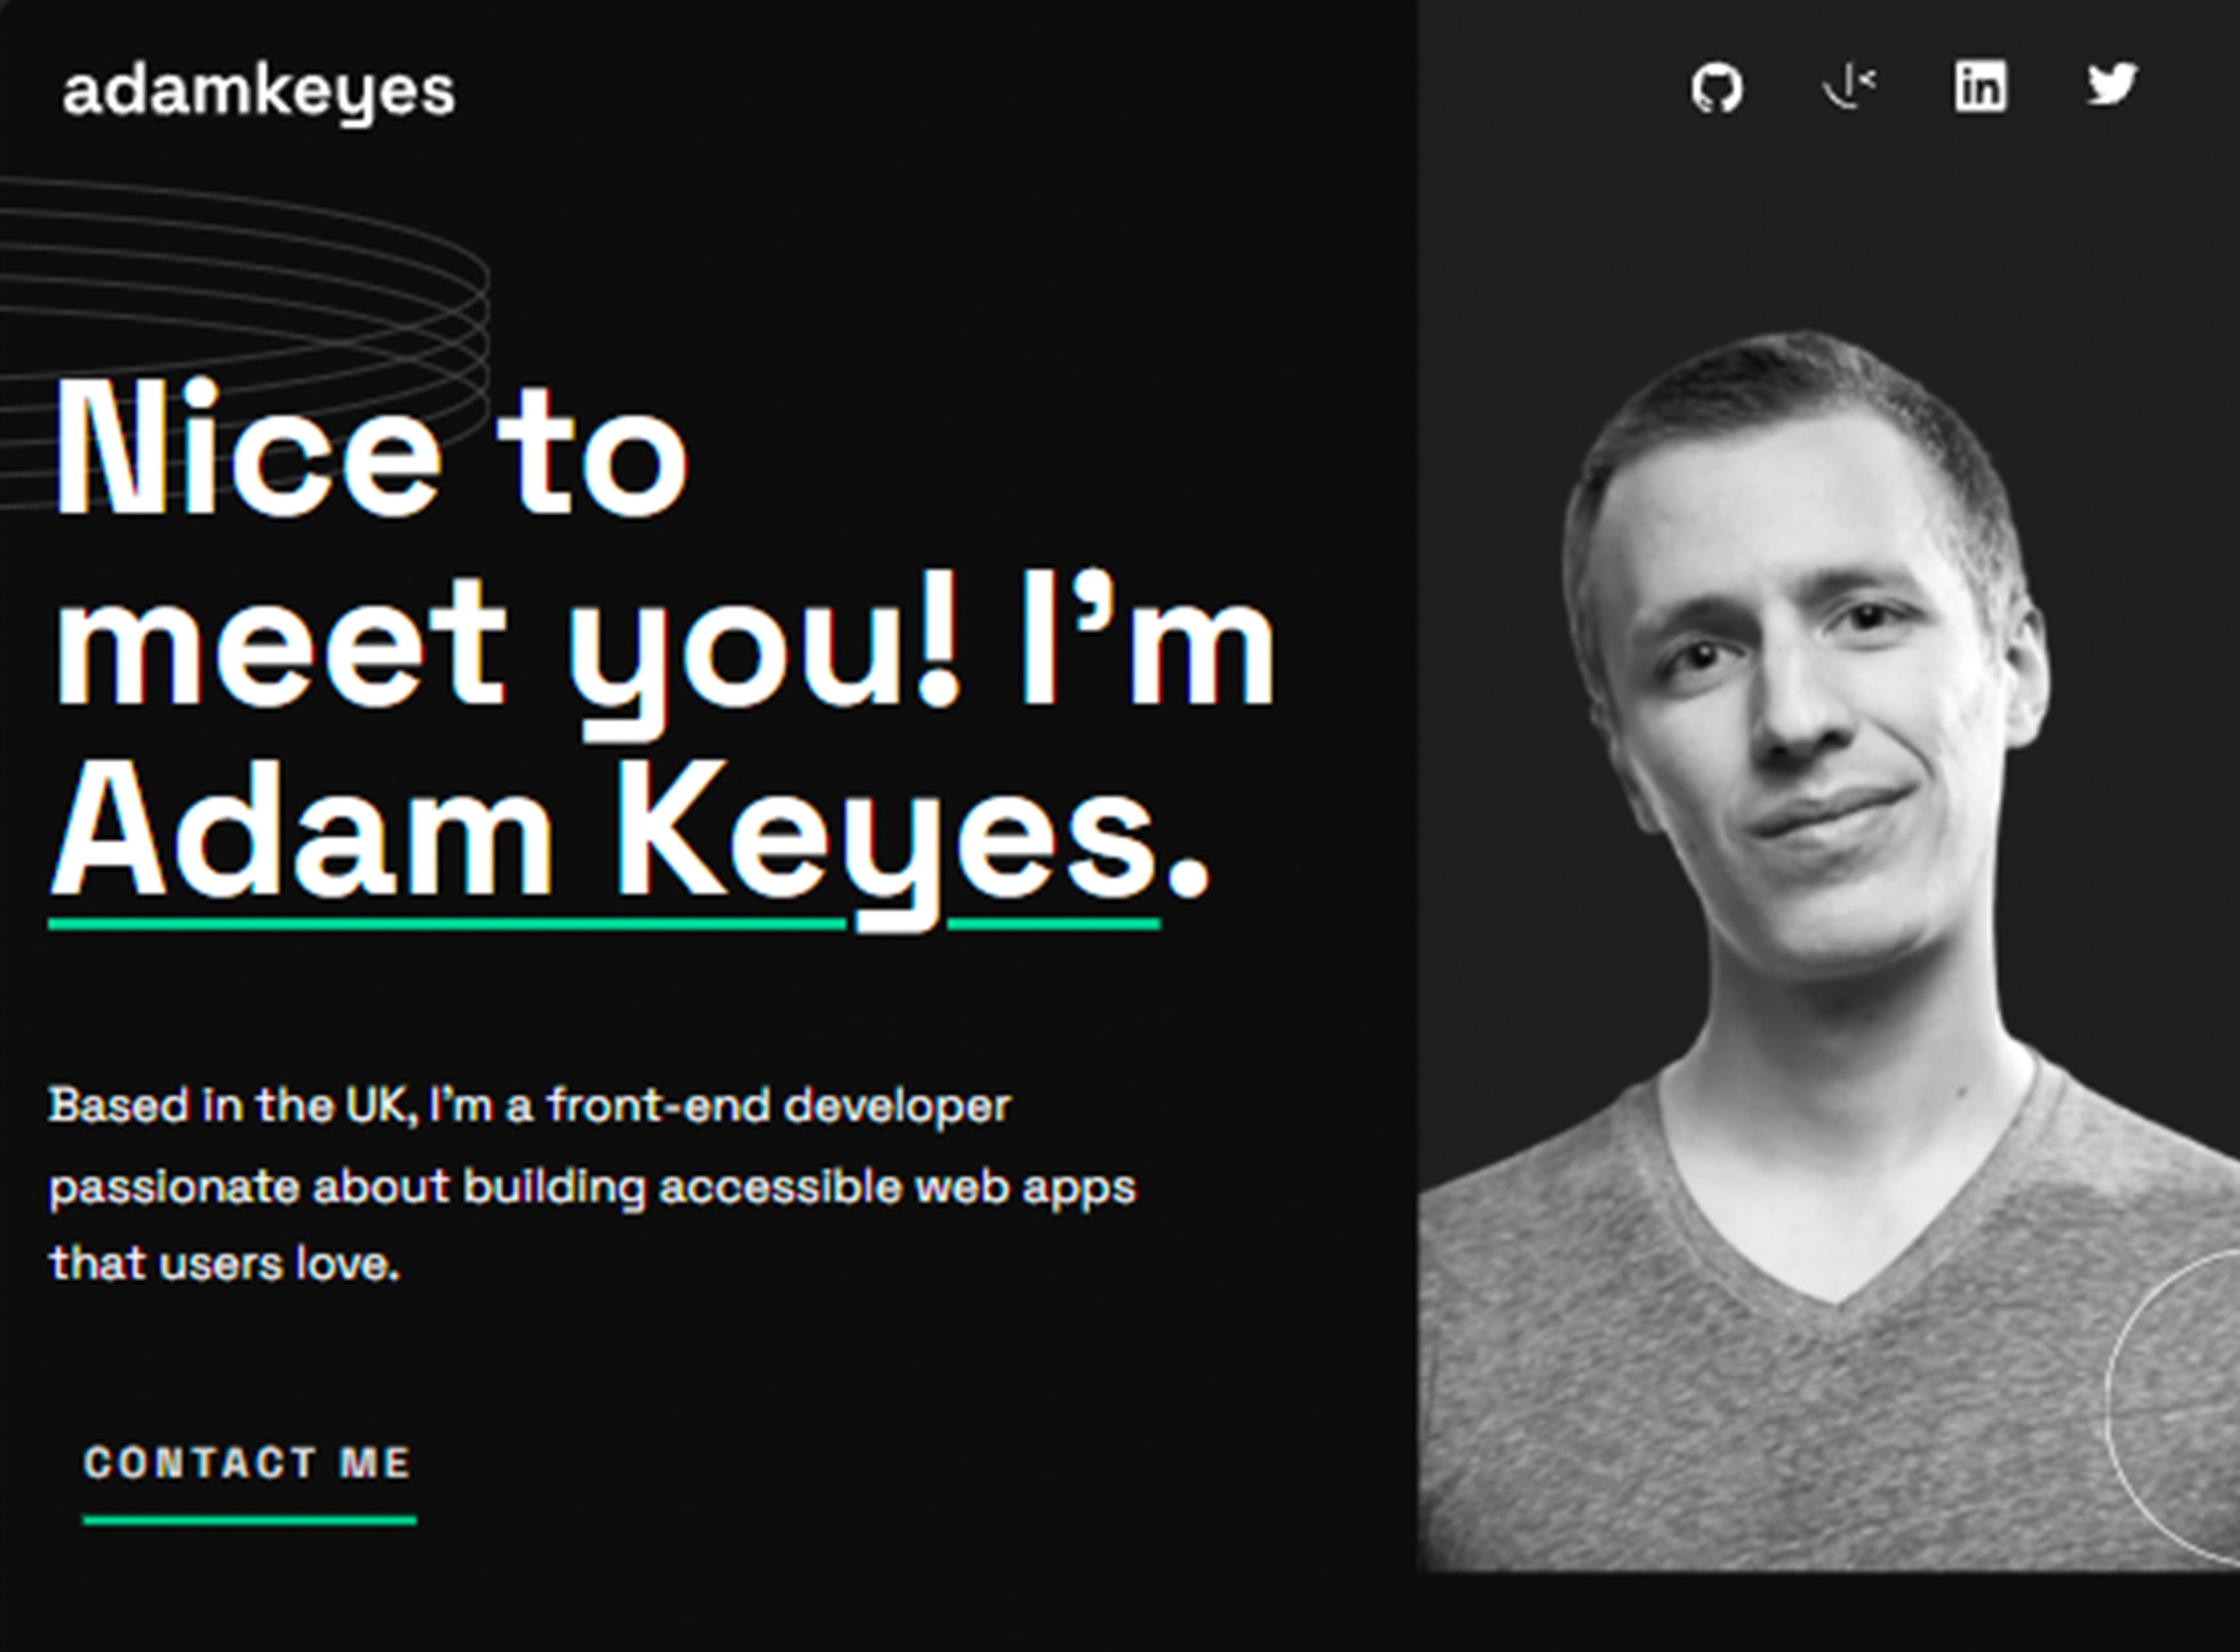 adamkeyes
Nice to
meet you! I’m
Adam Keyes.
Based in the UK, I’m a front-end developer
passionate about building accessible web apps
that users love.
CONTACT ME